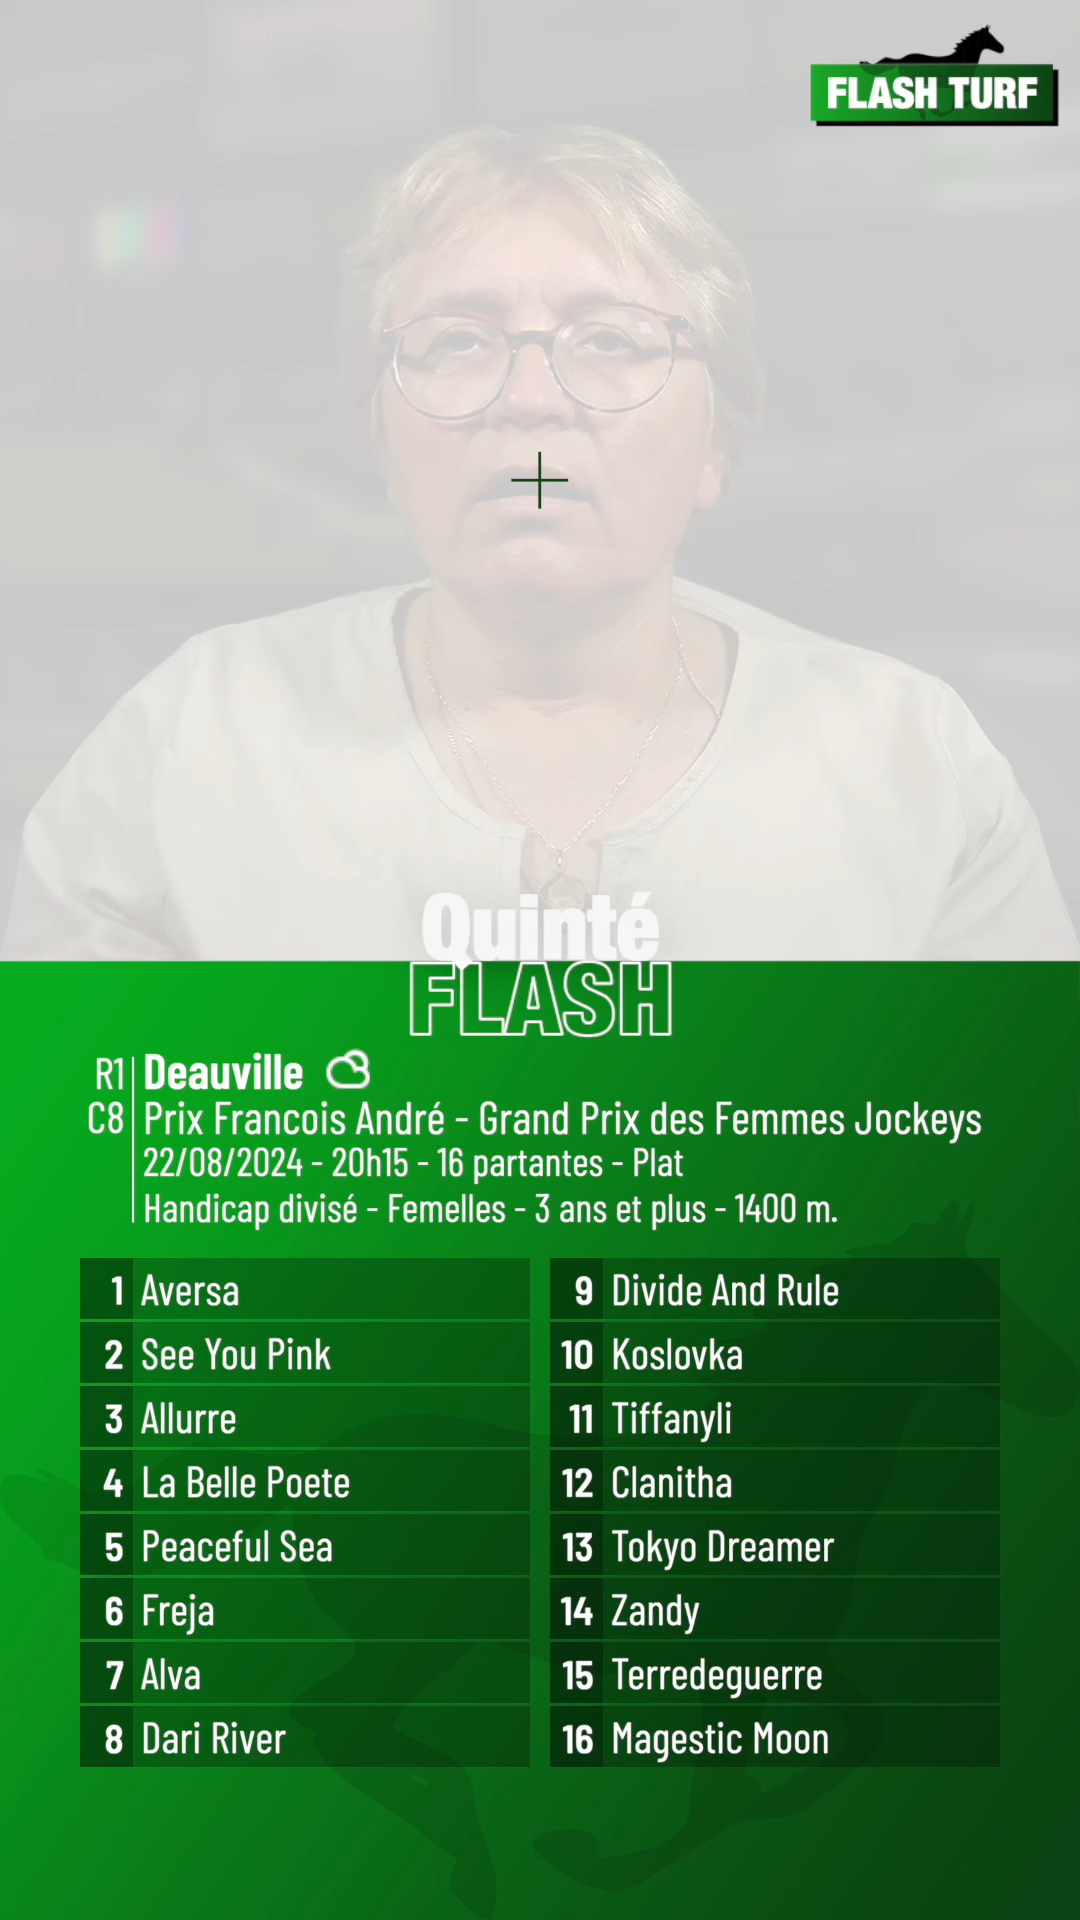 FLASH TURF
Quinté
FLASH
R1 Deauville
C8 Prix Francois André - Grand Prix des Femmes Jockeys
22/08/2024 - 20h15 - 16 partantes - Plat
Handicap divisé - Femelles - 3 ans et plus - 1400 m.
1 Aversa
2 See You Pink
3 Allurre
4 La Belle Poete
5 Peaceful Sea
6 Freja
7 Alva
8 Dari River
9 Divide And Rule
10 Koslovka
11 Tiffanyli
12 Clanitha
13 Tokyo Dreamer
14 Zandy
15 Terredeguerre
16 Magestic Moon